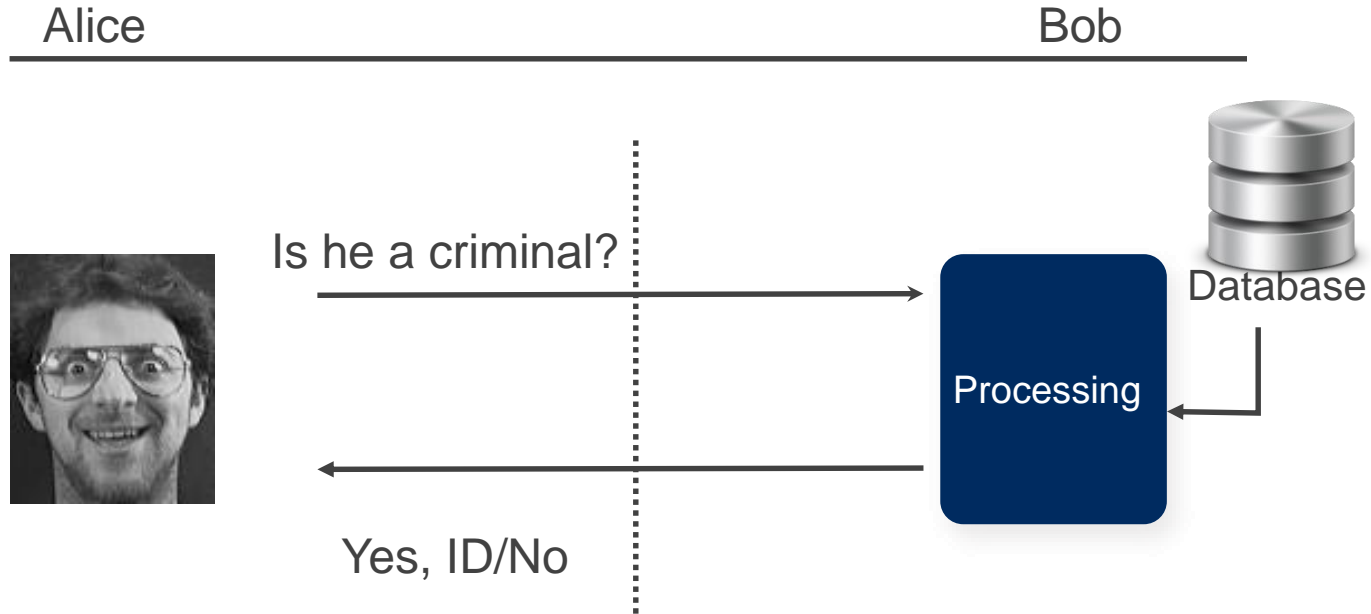 Alice
Bob
Is he a criminal?
Database
Processing
Yes, ID/No